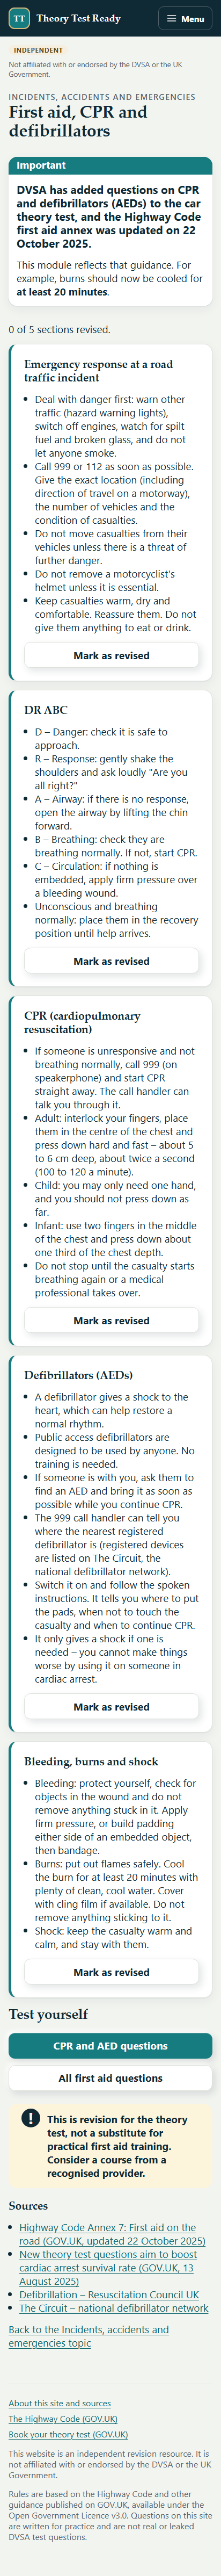 TT
Theory Test Ready
Menu
INDEPENDENT
Not affiliated with or endorsed by the DVSA or the UK
Government.
INCIDENTS, ACCIDENTS AND EMERGENCIES
First aid, CPR and
defibrillators
Important
DVSA has added questions on CPR
and defibrillators (AEDs) to the car
theory test, and the Highway Code
first aid annex was updated on 22
October 2025.
This module reflects that guidance. For
example, burns should now be cooled for
at least 20 minutes.
0 of 5 sections revised.
Emergency response at a road
traffic incident
• Deal with danger first: warn other
traffic (hazard warning lights),
switch off engines, watch for spilt
fuel and broken glass, and do not
let anyone smoke.
• Call 999 or 112 as soon as possible.
Give the exact location (including
direction of travel on a motorway),
the number of vehicles and the
condition of casualties.
• Do not move casualties from their
vehicles unless there is a threat of
further danger.
• Do not remove a motorcyclist's
helmet unless it is essential.
• Keep casualties warm, dry and
comfortable. Reassure them. Do not
give them anything to eat or drink.
Mark as revised
DR ABC
• D – Danger: check it is safe to
approach.
• R – Response: gently shake the
shoulders and ask loudly "Are you
all right?"
• A – Airway: if there is no response,
open the airway by lifting the chin
forward.
• B – Breathing: check they are
breathing normally. If not, start CPR.
• C – Circulation: if nothing is
embedded, apply firm pressure over
a bleeding wound.
• Unconscious and breathing
normally: place them in the recovery
position until help arrives.
Mark as revised
CPR (cardiopulmonary
resuscitation)
• If someone is unresponsive and not
breathing normally, call 999 (on
speakerphone) and start CPR
straight away. The call handler can
talk you through it.
• Adult: interlock your fingers, place
them in the centre of the chest and
press down hard and fast – about 5
to 6 cm deep, about twice a second
(100 to 120 a minute).
• Child: you may only need one hand,
and you should not press down as
far.
• Infant: use two fingers in the middle
of the chest and press down about
one third of the chest depth.
• Do not stop until the casualty starts
breathing again or a medical
professional takes over.
Mark as revised
Defibrillators (AEDs)
• A defibrillator gives a shock to the
heart, which can help restore a
normal rhythm.
• Public access defibrillators are
designed to be used by anyone. No
training is needed.
• If someone is with you, ask them to
find an AED and bring it as soon as
possible while you continue CPR.
• The 999 call handler can tell you
where the nearest registered
defibrillator is (registered devices
are listed on The Circuit, the
national defibrillator network).
• Switch it on and follow the spoken
instructions. It tells you where to put
the pads, when not to touch the
casualty and when to continue CPR.
• It only gives a shock if one is
needed – you cannot make things
worse by using it on someone in
cardiac arrest.
Mark as revised
Bleeding, burns and shock
• Bleeding: protect yourself, check for
objects in the wound and do not
remove anything stuck in it. Apply
firm pressure, or build padding
either side of an embedded object,
then bandage.
• Burns: put out flames safely. Cool
the burn for at least 20 minutes with
plenty of clean, cool water. Cover
with cling film if available. Do not
remove anything sticking to it.
• Shock: keep the casualty warm and
calm, and stay with them.
Mark as revised
Test yourself
CPR and AED questions
All first aid questions
This is revision for the theory
test, not a substitute for
practical first aid training.
Consider a course from a
recognised provider.
Sources
• Highway Code Annex 7: First aid on the
road (GOV.UK, updated 22 October 2025)
• New theory test questions aim to boost
cardiac arrest survival rate (GOV.UK, 13
August 2025)
• Defibrillation – Resuscitation Council UK
• The Circuit – national defibrillator network
Back to the Incidents, accidents and
emergencies topic
About this site and sources
The Highway Code (GOV.UK)
Book your theory test (GOV.UK)
This website is an independent revision resource. It is
not affiliated with or endorsed by the DVSA or the UK
Government.
Rules are based on the Highway Code and other
guidance published on GOV.UK, available under the
Open Government Licence v3.0. Questions on this site
are written for practice and are not real or leaked
DVSA test questions.